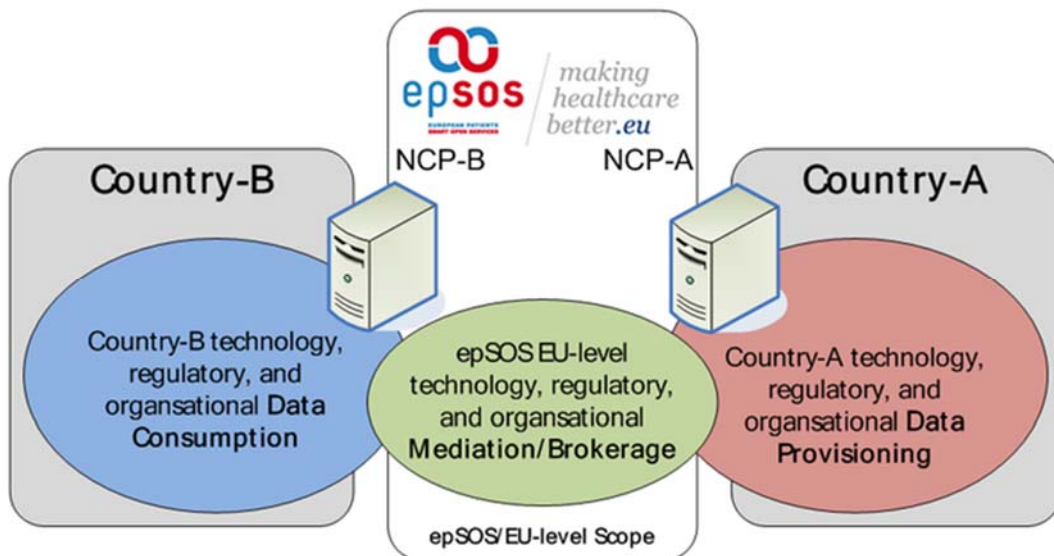 epsos
EUROPEAN PATIENTS
SMART OPEN SERVICES
making
healthcare
better.eu
NCP-B
NCP-A
Country-B
Country-A
Country-B technology,
regulatory, and
organsational Data
Consumption
epSOS EU-level
technology, regulatory,
and organsational
Mediation/Brokerage
Country-A technology,
regulatory, and
organsational Data
Provisioning
epSOS/EU-level Scope